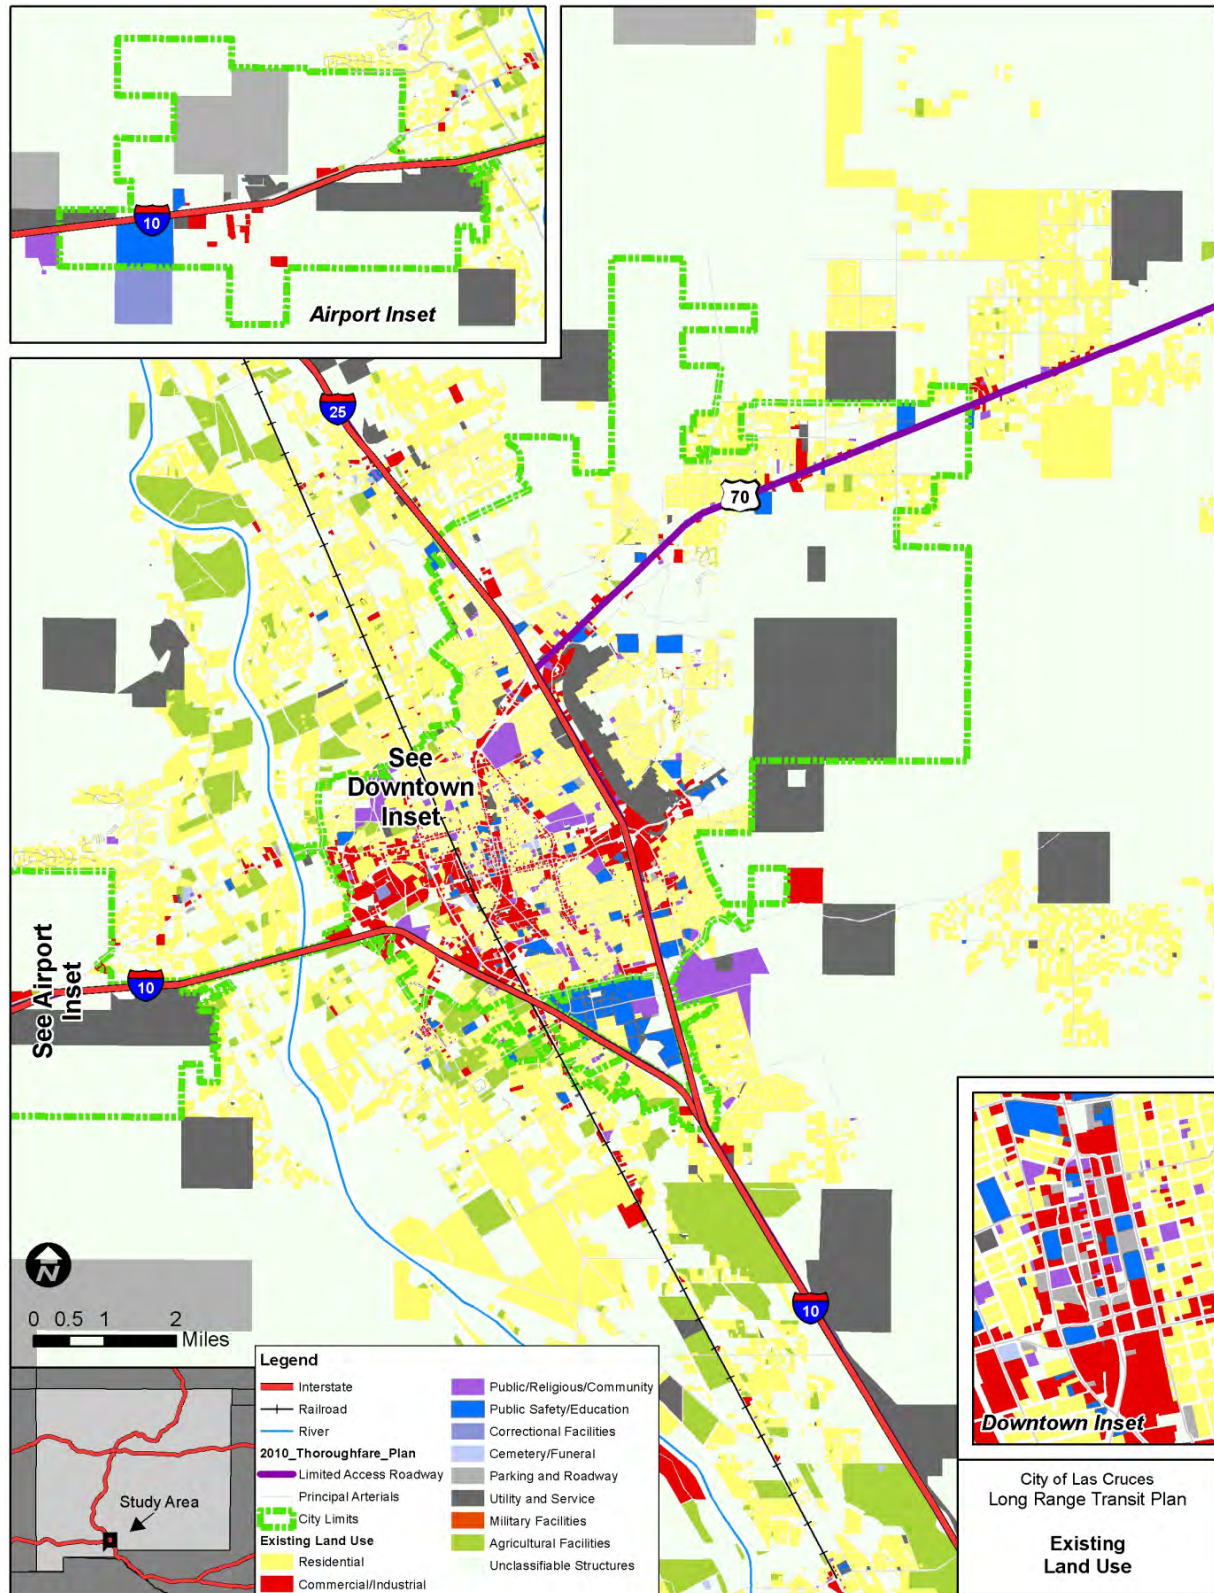 10
Airport Inset
25
70
See
Downtown
Inset
See Airport
Inset
10
10
N
0 0.5 1 2
Miles
Study Area
Legend
Interstate
Railroad
River
2010_Thoroughfare_Plan
Limited Access Roadway
Principal Arterials
City Limits
Existing Land Use
Residential
Commercial/Industrial
Public/Religious/Community
Public Safety/Education
Correctional Facilities
Cemetery/Funeral
Parking and Roadway
Utility and Service
Military Facilities
Agricultural Facilities
Unclassifiable Structures
Downtown Inset
City of Las Cruces
Long Range Transit Plan
Existing
Land Use